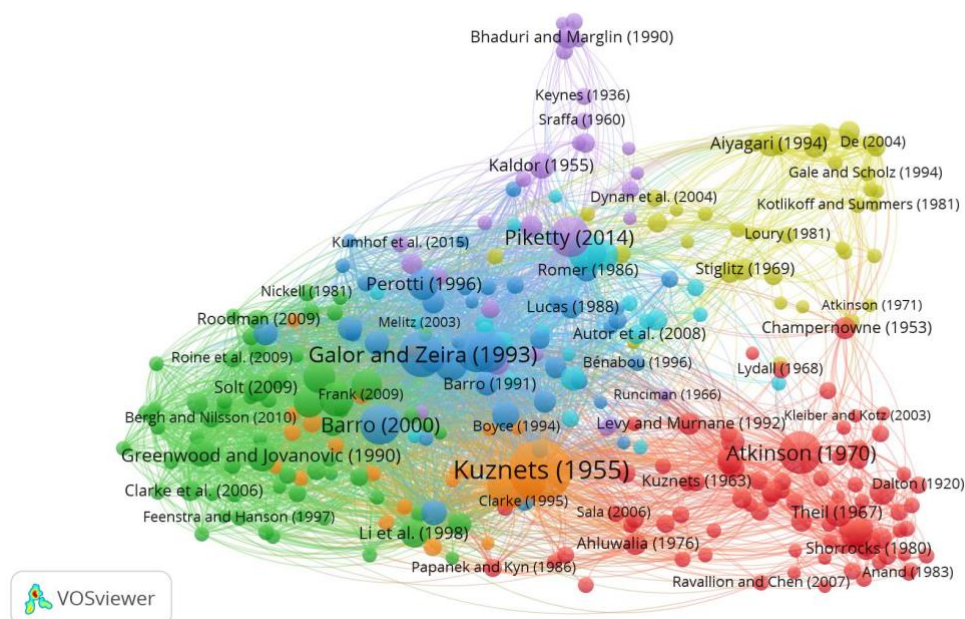 Bhaduri and Marglin (1990)
Keynes (1936)
Sraffa (1960)
Aiyagari (1994)
De (2004)
Kaldor (1955)
Gale and Scholz (1994)
Dynan et al. (2004)
Kotlikoff and Summers (1981)
Piketty (2014)
Loury (1981)
Kumhof et al. (2015)
Romer (1986)
Stiglitz (1969)
Perotti (1996)
Nickell (1981)
Lucas (1988)
Atkinson (1971)
Roodman (2009)
Melitz (2003)
Autor et al. (2008)
Champernowne (1953)
Roine et al. (2009)
Galor and Zeira (1993)
Bénabou (1996)
Lydall (1968)
Solt (2009)
Frank (2009)
Barro (1991)
Runciman (1966)
Bergh and Nilsson (2010)
Barro (2000)
Boyce (1994)
Levy and Murnane (1992)
Kleiber and Kotz (2003)
Greenwood and Jovanovic (1990)
Kuznets (1955)
Atkinson (1970)
Clarke et al. (2006)
Clarke (1995)
Kuznets (1963)
Dalton (1920)
Feenstra and Hanson (1997)
Sala (2006)
Theil (1967)
Li et al. (1998)
Ahluwalia (1976)
Shorrocks (1980)
Papanek and Kyn (1986)
Ravallion and Chen (2007)
Anand (1983)
VOSviewer